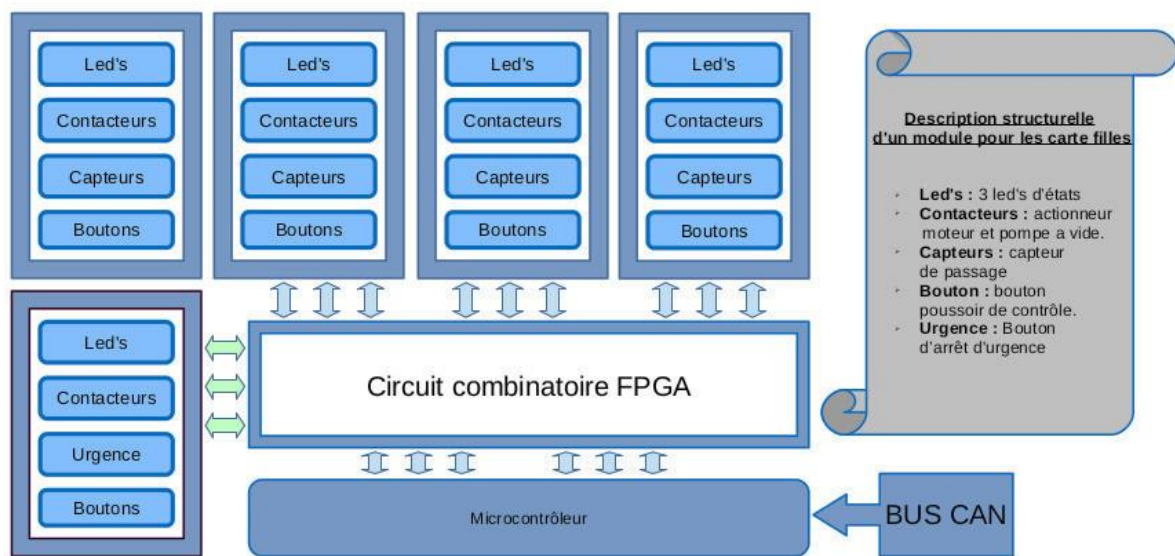 Led's
Contacteurs
Capteurs
Boutons
Led's
Contacteurs
Capteurs
Boutons
Led's
Contacteurs
Capteurs
Boutons
Led's
Contacteurs
Capteurs
Boutons
Led's
Contacteurs
Urgence
Boutons
Circuit combinatoire FPGA
Microcontrôleur
BUS CAN
Description structurelle
d'un module pour les carte filles
Led's : 3 led's d'états
Contacteurs : actionneur
moteur et pompe a vide.
Capteurs : capteur
de passage
Bouton : bouton
poussoir de contrôle.
Urgence : Bouton
d'arrêt d'urgence